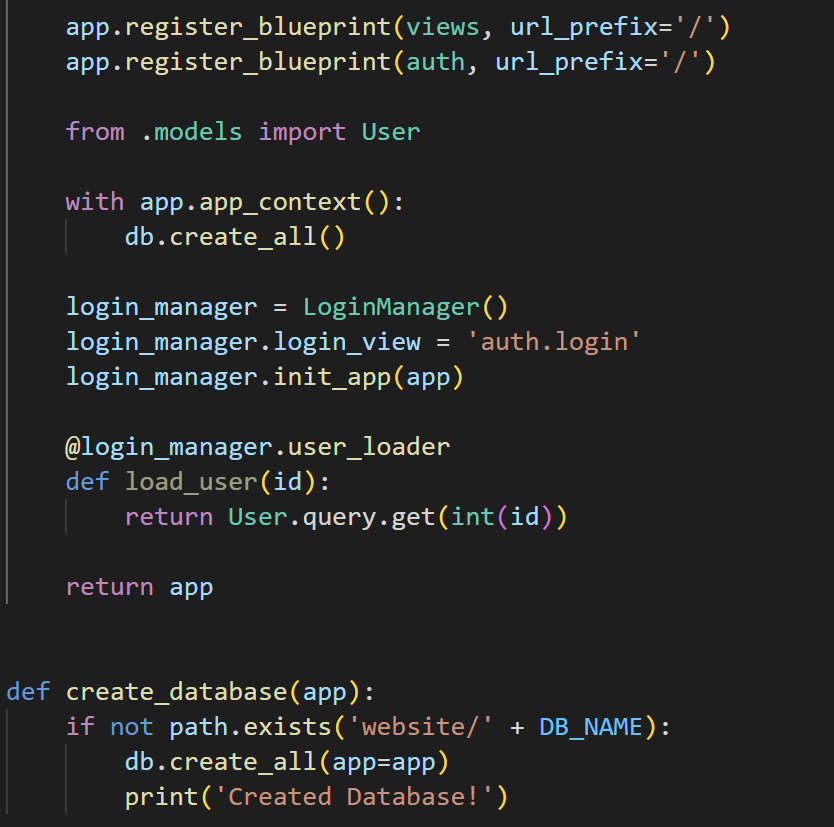 app.register_blueprint(views, url_prefix='/')
app.register_blueprint(auth, url_prefix='/')
from .models import User
with app.app_context():
db.create_all()
login_manager = LoginManager()
login_manager.login_view = 'auth.login'
login_manager.init_app(app)
@login_manager.user_loader
def load_user(id):
return User.query.get(int(id))
return app
def create_database(app):
if not path.exists('website/' + DB_NAME):
db.create_all(app=app)
print('Created Database!')